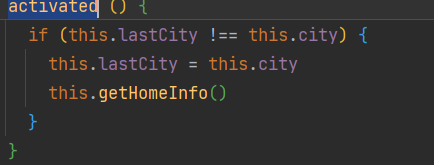 activated () {
if (this.lastCity !== this.city) {
this.lastCity = this.city
this.getHomeInfo()
}
}